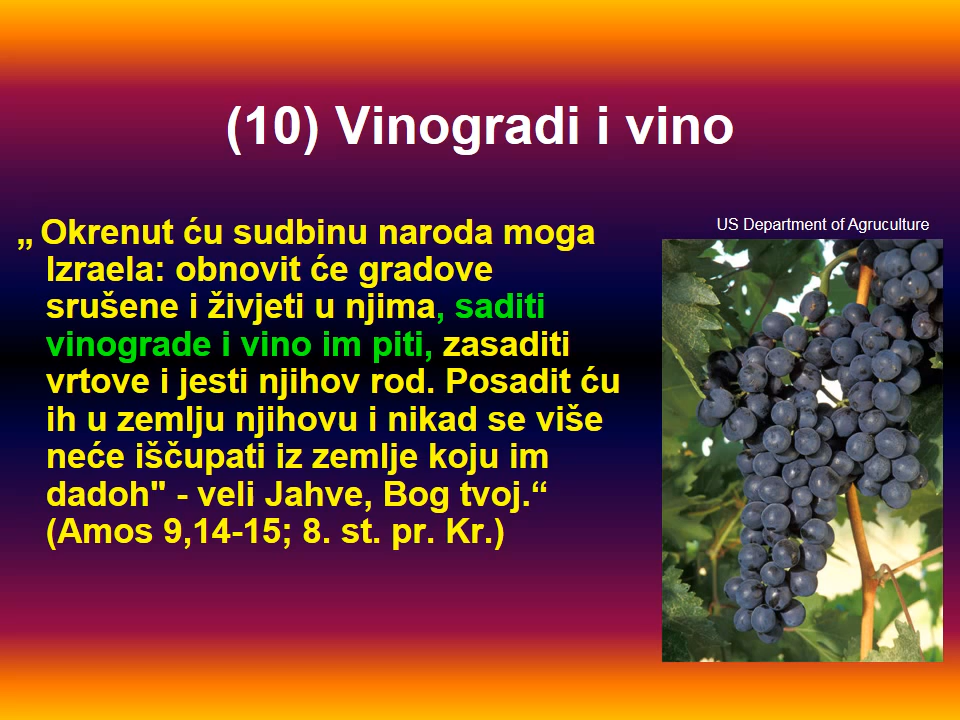 (10) Vinogradi i vino
„ Okrenut ću sudbinu naroda moga
Izraela: obnovit će gradove
srušene i živjeti u njima, saditi
vinograde i vino im piti, zasaditi
vrtove i jesti njihov rod. Posadit ću
ih u zemlju njihovu i nikad se više
neće iščupati iz zemlje koju im
dadoh" - veli Jahve, Bog tvoj.“
(Amos 9,14-15; 8. st. pr. Kr.)
US Department of Agruculture